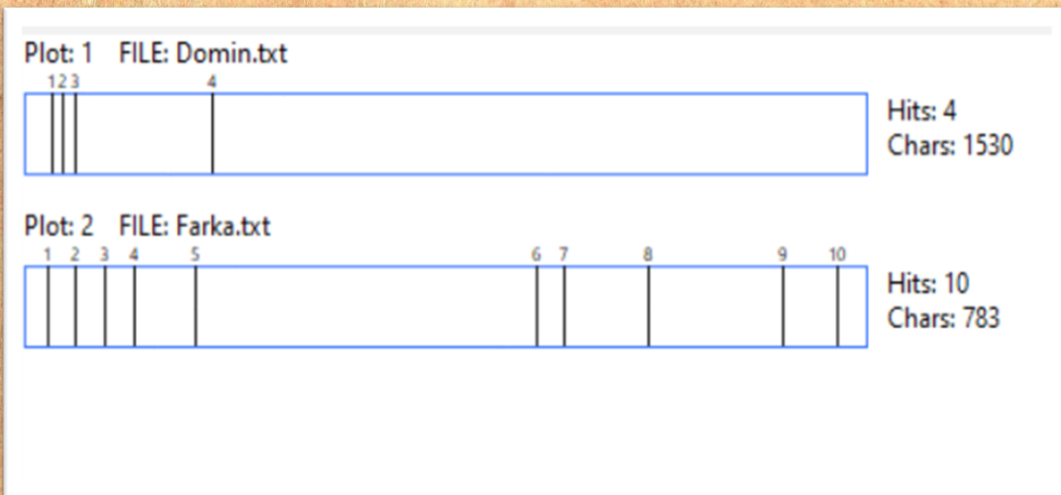 Plot: 1 FILE: Domin.txt
1 2 3 4
Hits: 4
Chars: 1530
Plot: 2 FILE: Farka.txt
1 2 3 4 5 6 7 8 9 10
Hits: 10
Chars: 783